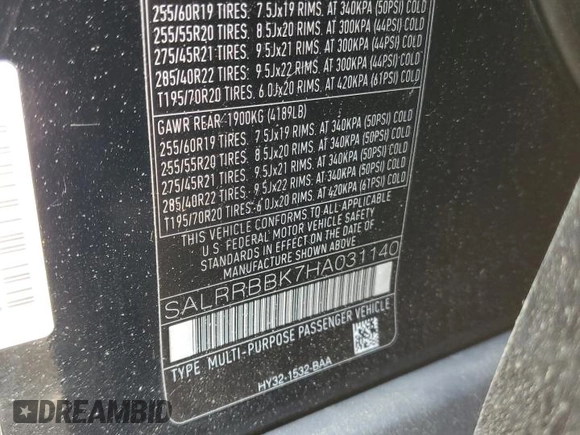 255/60R19 TIRES: 7.5Jx19 RIMS, AT 340KPA (50PSI) COLD
255/55R20 TIRES: 8.5Jx20 RIMS, AT 300KPA (44PSI) COLD
275/45R21 TIRES: 9.5Jx21 RIMS, AT 300KPA (44PSI) COLD
285/40R22 TIRES: 9.5Jx22 RIMS, AT 300KPA (44PSI) COLD
T195/70R20 TIRES: 6.0Jx20 RIMS, AT 420KPA (61PSI) COLD
GAWR REAR: 1900KG (4189LB)
255/60R19 TIRES: 7.5Jx19 RIMS, AT 340KPA (50PSI) COLD
255/55R20 TIRES: 8.5Jx20 RIMS, AT 340KPA (50PSI) COLD
275/45R21 TIRES: 9.5Jx21 RIMS, AT 340KPA (50PSI) COLD
285/40R22 TIRES: 9.5Jx22 RIMS, AT 340KPA (50PSI) COLD
T195/70R20 TIRES: 6.0Jx20 RIMS, AT 420KPA (61PSI) COLD
THIS VEHICLE CONFORMS TO ALL APPLICABLE
U.S. FEDERAL MOTOR VEHICLE SAFETY
STANDARDS IN EFFECT ON THE DATE OF
MANUFACTURE SHOWN ABOVE
SALRRBBK7HA031140
TYPE: MULTI-PURPOSE PASSENGER VEHICLE
HY32-1532-BAA
DREAMBID